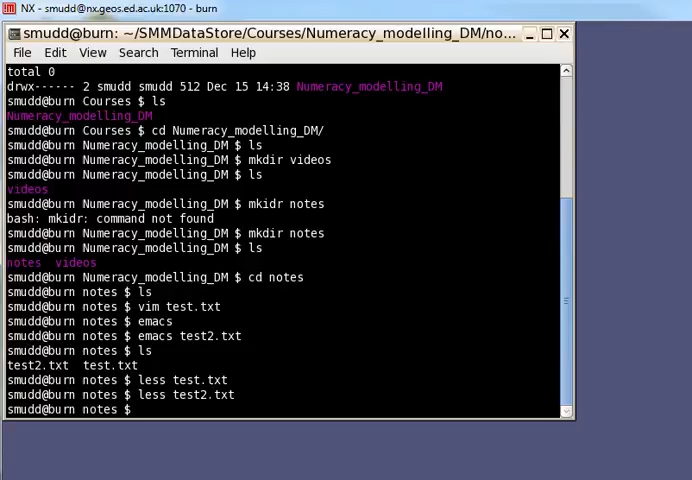 NX - smudd@nx.geos.ed.ac.uk:1070 - burn
smudd@burn: ~/SMMDataStore/Courses/Numeracy_modelling_DM/no...
File Edit View Search Terminal Help
total 0
drwx------ 2 smudd smudd 512 Dec 15 14:38 Numeracy_modelling_DM
smudd@burn Courses $ ls
Numeracy_modelling_DM
smudd@burn Courses $ cd Numeracy_modelling_DM/
smudd@burn Numeracy_modelling_DM $ ls
smudd@burn Numeracy_modelling_DM $ mkdir videos
smudd@burn Numeracy_modelling_DM $ ls
videos
smudd@burn Numeracy_modelling_DM $ mkidr notes
bash: mkidr: command not found
smudd@burn Numeracy_modelling_DM $ mkdir notes
smudd@burn Numeracy_modelling_DM $ ls
notes  videos
smudd@burn Numeracy_modelling_DM $ cd notes
smudd@burn notes $ ls
smudd@burn notes $ vim test.txt
smudd@burn notes $ emacs
smudd@burn notes $ emacs test2.txt
smudd@burn notes $ ls
test2.txt  test.txt
smudd@burn notes $ less test.txt
smudd@burn notes $ less test2.txt
smudd@burn notes $